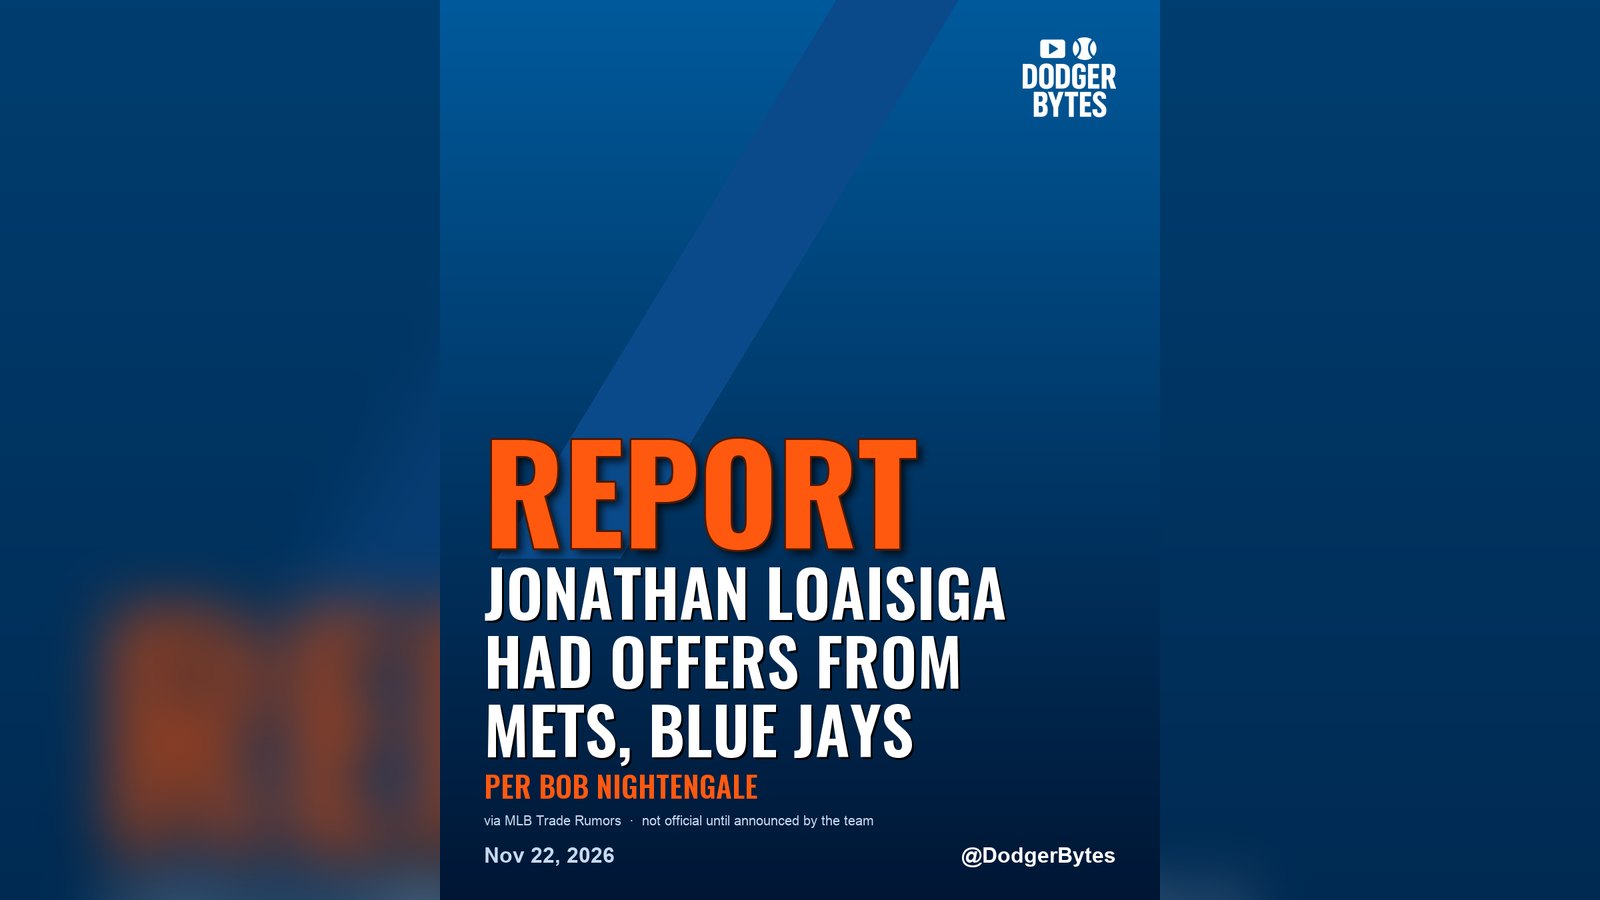 DODGER
BYTES
REPORT
JONATHAN LOAISIGA
HAD OFFERS FROM
METS, BLUE JAYS
PER BOB NIGHTENGALE
via MLB Trade Rumors · not official until announced by the team
Nov 22, 2026
@DodgerBytes